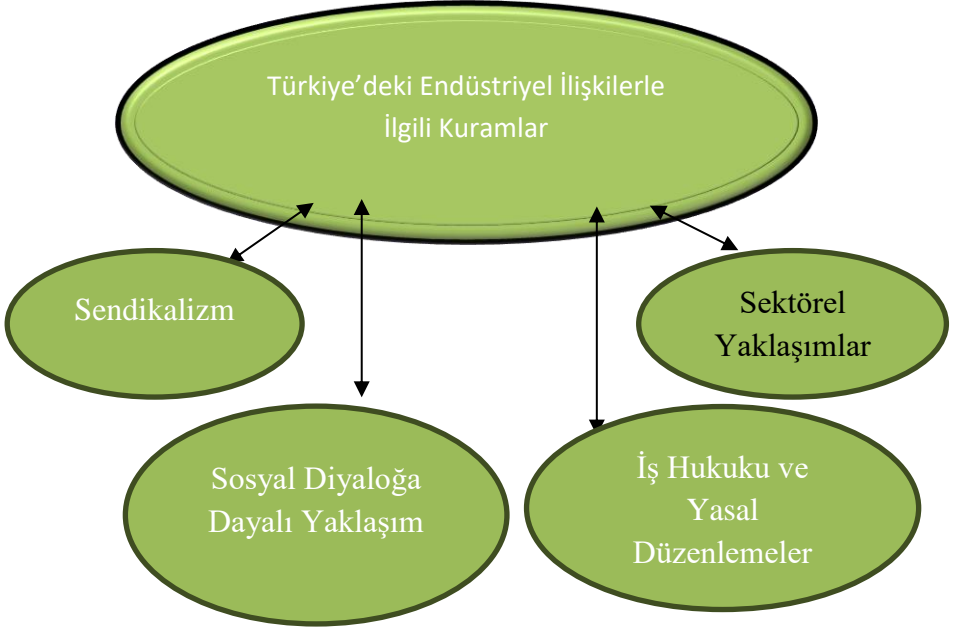 Türkiye’deki Endüstriyel İlişkilerle
İlgili Kuramlar
Sendikalizm
Sektörel
Yaklaşımlar
Sosyal Diyaloğa
Dayalı Yaklaşım
İş Hukuku ve
Yasal
Düzenlemeler